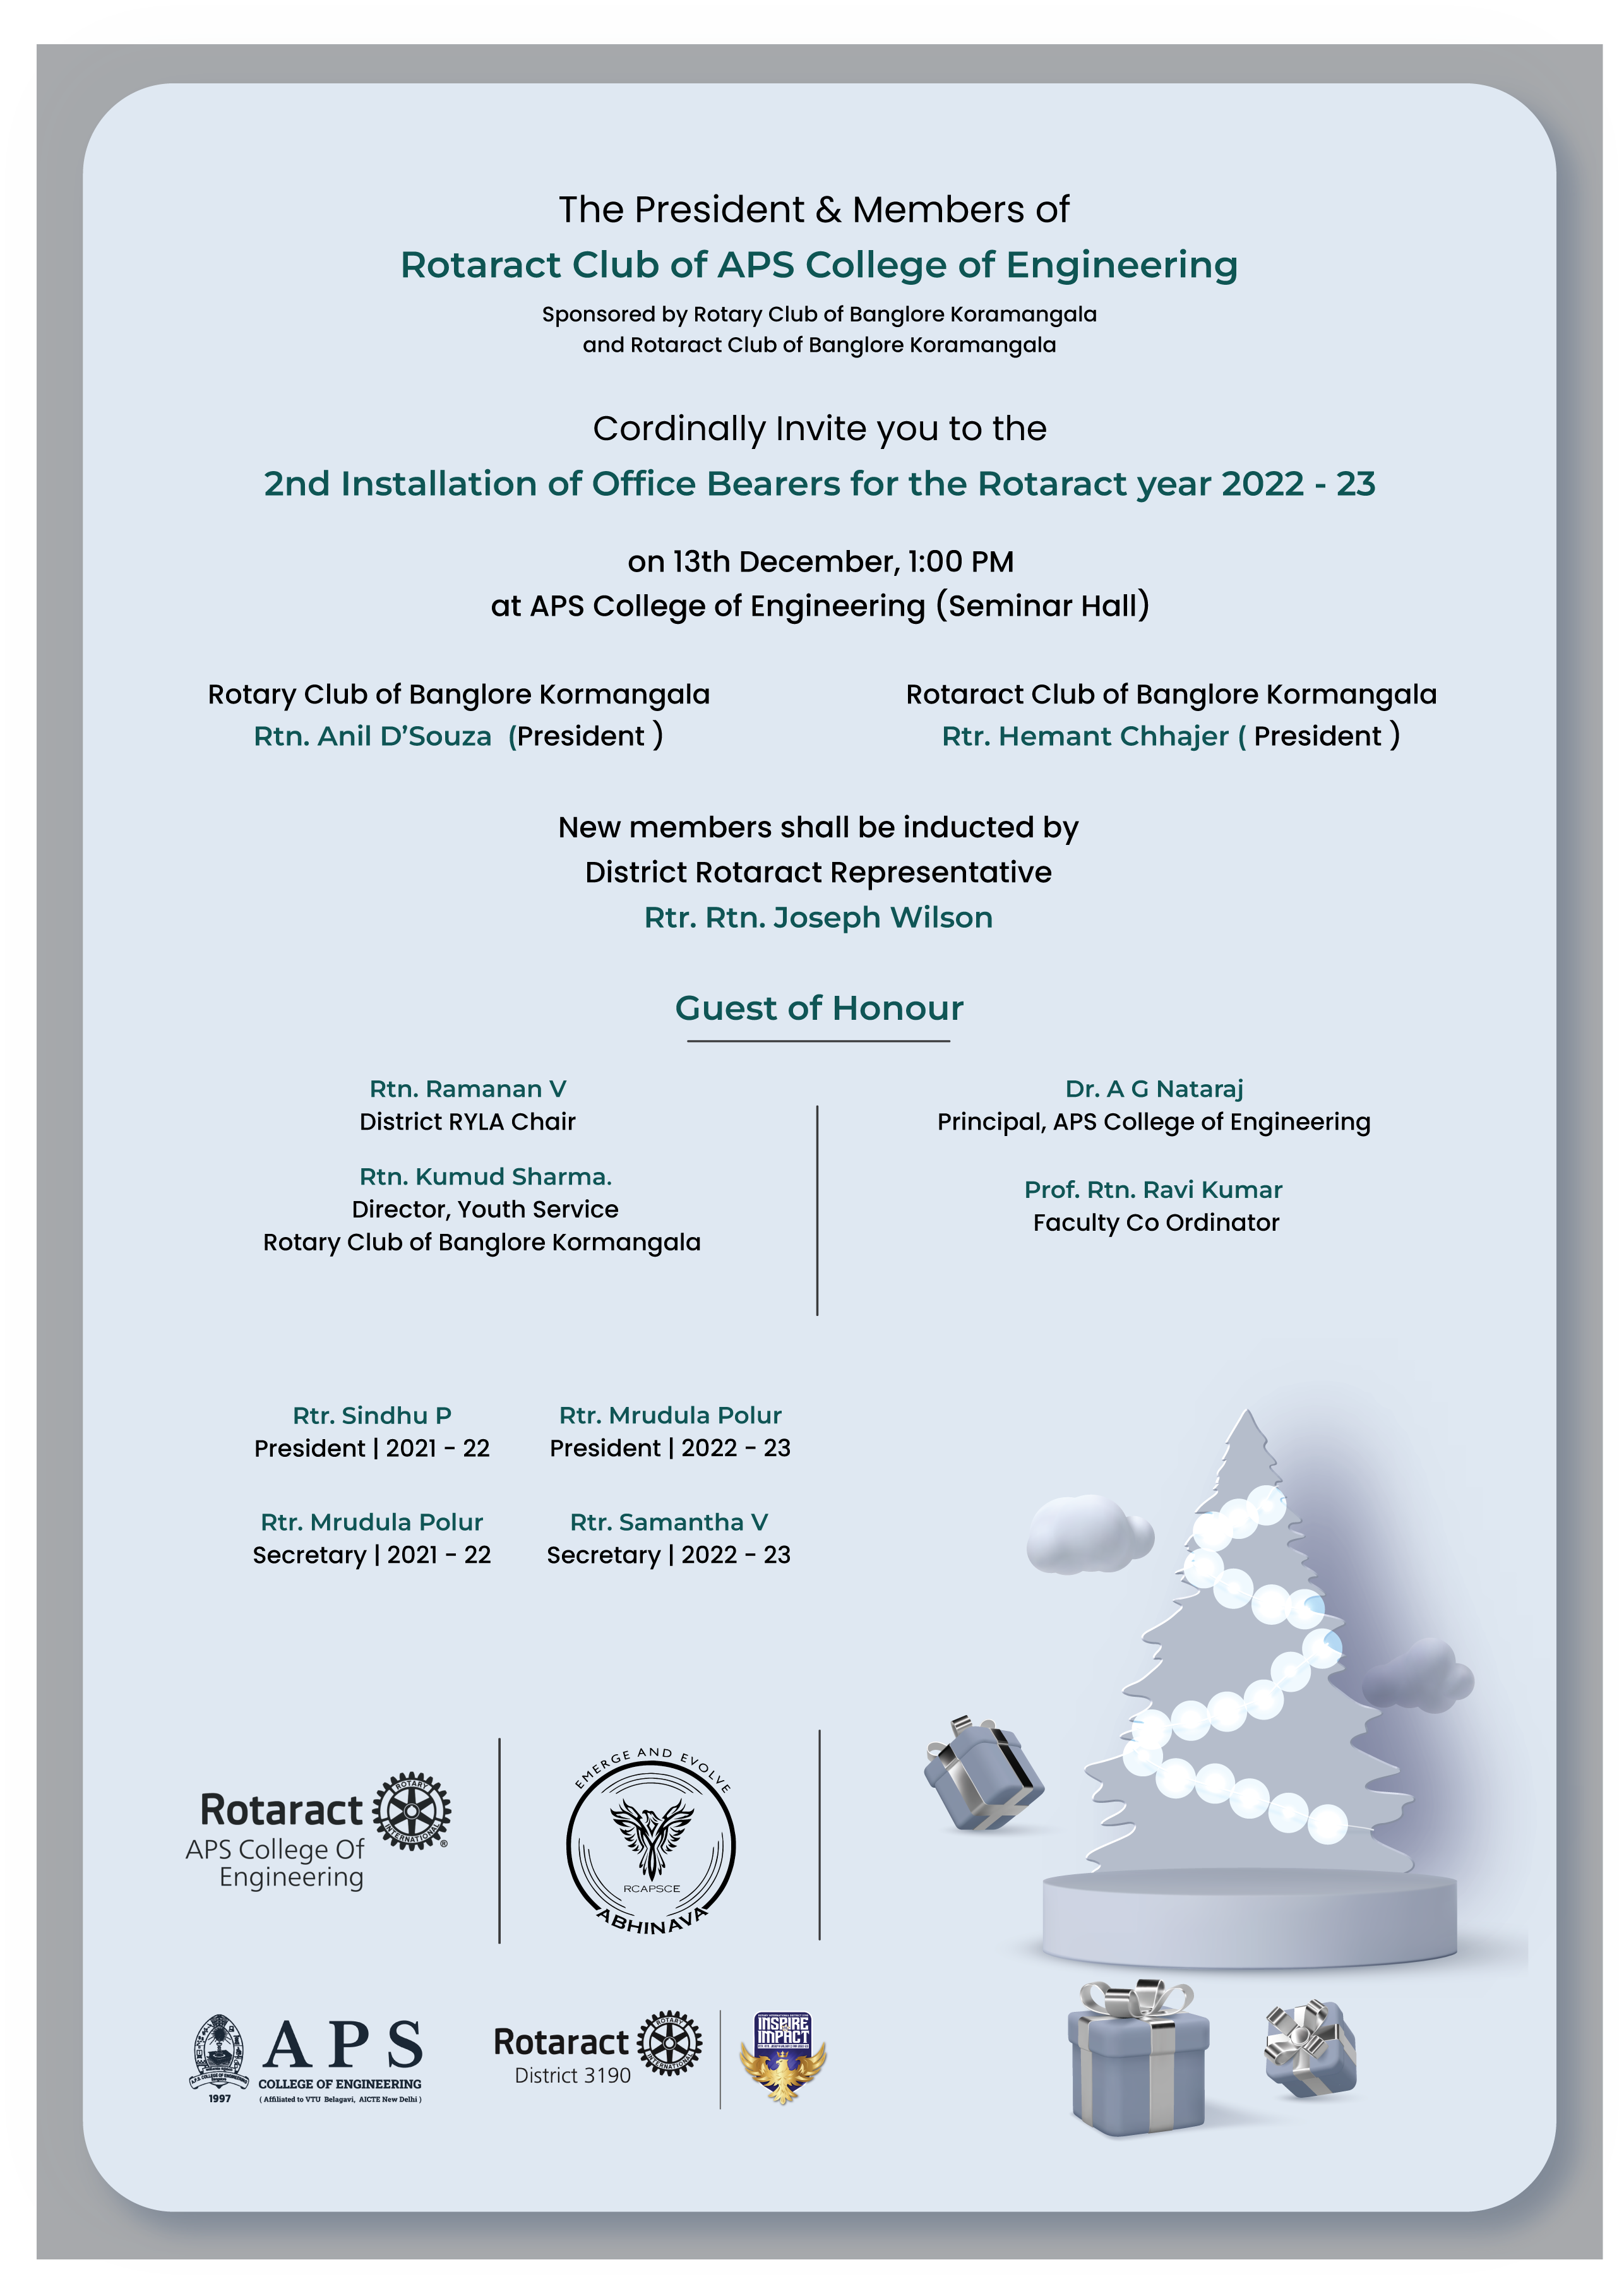 The President & Members of
Rotaract Club of APS College of Engineering
Sponsored by Rotary Club of Banglore Koramangala
and Rotaract Club of Banglore Koramangala
Cordinally Invite you to the
2nd Installation of Office Bearers for the Rotaract year 2022 - 23
on 13th December, 1:00 PM
at APS College of Engineering (Seminar Hall)
Rotary Club of Banglore Kormangala
Rtn. Anil D’Souza (President )
Rotaract Club of Banglore Kormangala
Rtr. Hemant Chhajer ( President )
New members shall be inducted by
District Rotaract Representative
Rtr. Rtn. Joseph Wilson
Guest of Honour
Rtn. Ramanan V
District RYLA Chair
Rtn. Kumud Sharma.
Director, Youth Service
Rotary Club of Banglore Kormangala
Dr. A G Nataraj
Principal, APS College of Engineering
Prof. Rtn. Ravi Kumar
Faculty Co Ordinator
Rtr. Sindhu P
President | 2021 - 22
Rtr. Mrudula Polur
President | 2022 - 23
Rtr. Mrudula Polur
Secretary | 2021 - 22
Rtr. Samantha V
Secretary | 2022 - 23
Rotaract
APS College Of
Engineering
ROTARY
INTERNATIONAL
®
EMERGE AND EVOLVE
RCAPSCE
ABHINAVA
1997
APS
COLLEGE OF ENGINEERING
( Affiliated to VTU Belagavi, AICTE New Delhi )
Rotaract
District 3190
ROTARY
INTERNATIONAL
INSPIRE
IMPACT